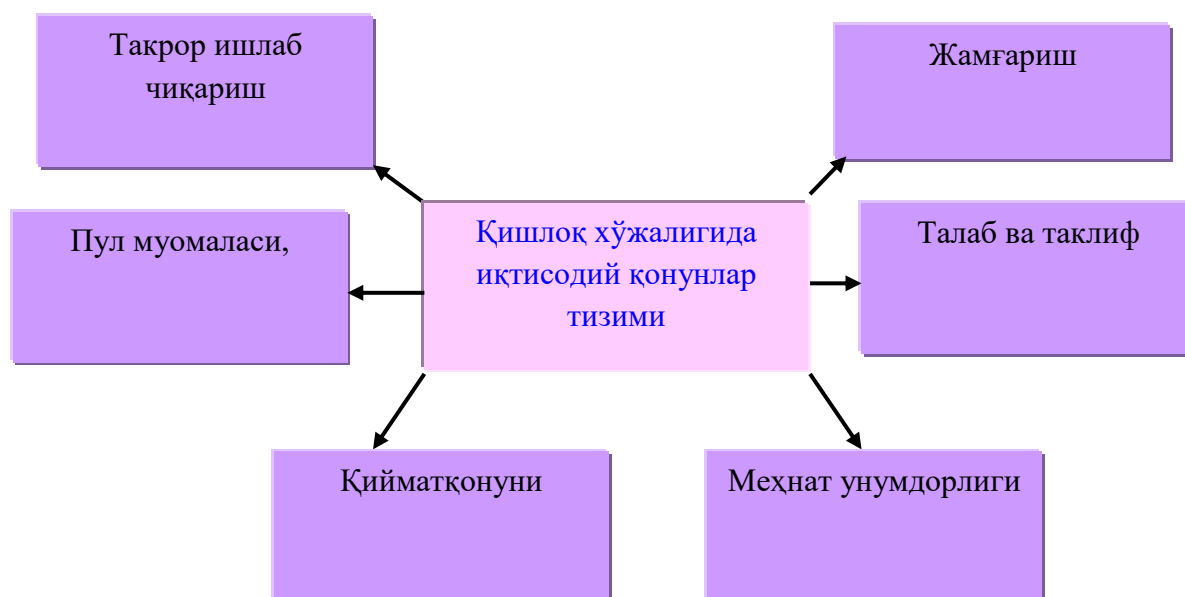 Такрор ишлаб
чиқариш
Жамғариш
Пул муомаласи,
Қишлоқ хўжалигида
иқтисодий қонунлар
тизими
Талаб ва таклиф
Қийматқонуни
Меҳнат унумдорлиги